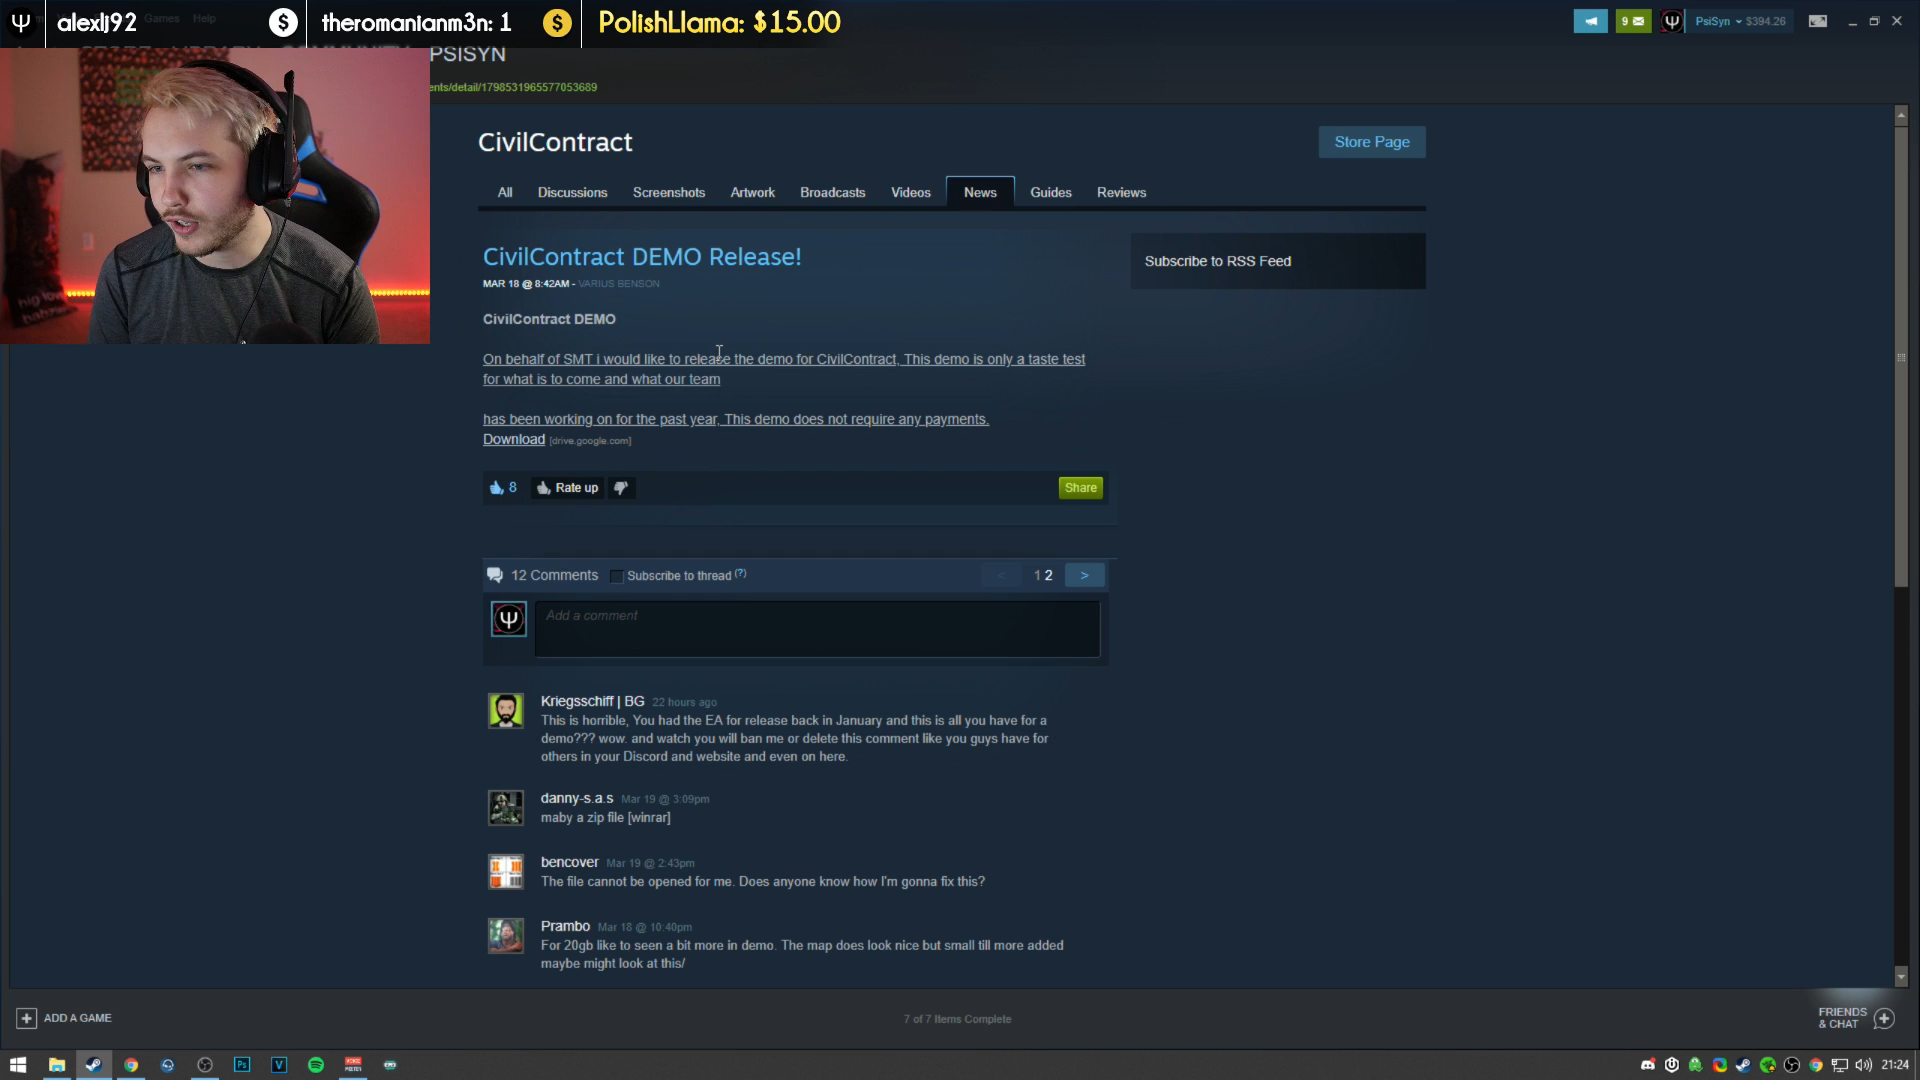 alexlj92
theromanianm3n: 1
PolishLlama: $15.00
Games Help
9
PsiSyn $394.26
PSISYN
ents/detail/1798531965577053689
CivilContract
Store Page
All Discussions Screenshots Artwork Broadcasts Videos News Guides Reviews
CivilContract DEMO Release!
MAR 18 @ 8:42AM - VARIUS BENSON
Subscribe to RSS Feed
CivilContract DEMO
On behalf of SMT i would like to release the demo for CivilContract, This demo is only a taste test
for what is to come and what our team
has been working on for the past year, This demo does not require any payments.
Download [drive.google.com]
8 Rate up
Share
12 Comments Subscribe to thread (?)
< 1 2 >
Add a comment
Kriegsschiff | BG 22 hours ago
This is horrible, You had the EA for release back in January and this is all you have for a
demo??? wow. and watch you will ban me or delete this comment like you guys have for
others in your Discord and website and even on here.
danny-s.a.s Mar 19 @ 3:09pm
maby a zip file [winrar]
bencover Mar 19 @ 2:43pm
The file cannot be opened for me. Does anyone know how I'm gonna fix this?
Prambo Mar 18 @ 10:40pm
For 20gb like to seen a bit more in demo. The map does look nice but small till more added
maybe might look at this/
+ ADD A GAME
7 of 7 Items Complete
FRIENDS
& CHAT
Ps
V
21:24